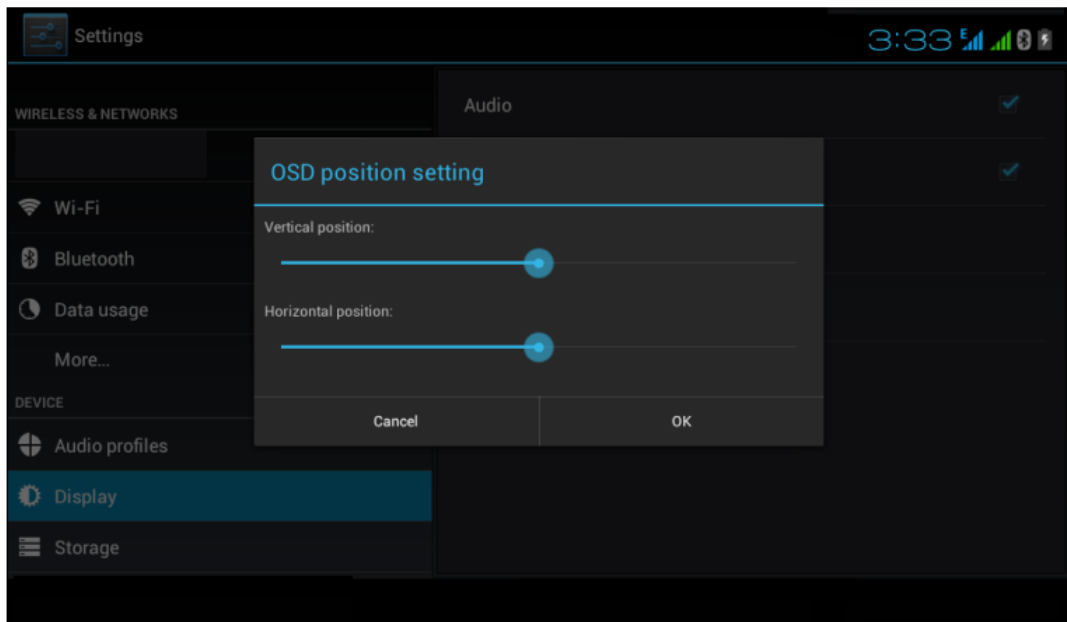 Settings
3:33 E
WIRELESS & NETWORKS
Wi-Fi
Bluetooth
Data usage
More...
DEVICE
Audio profiles
Display
Storage
Audio
OSD position setting
Vertical position:
Horizontal position:
Cancel
OK